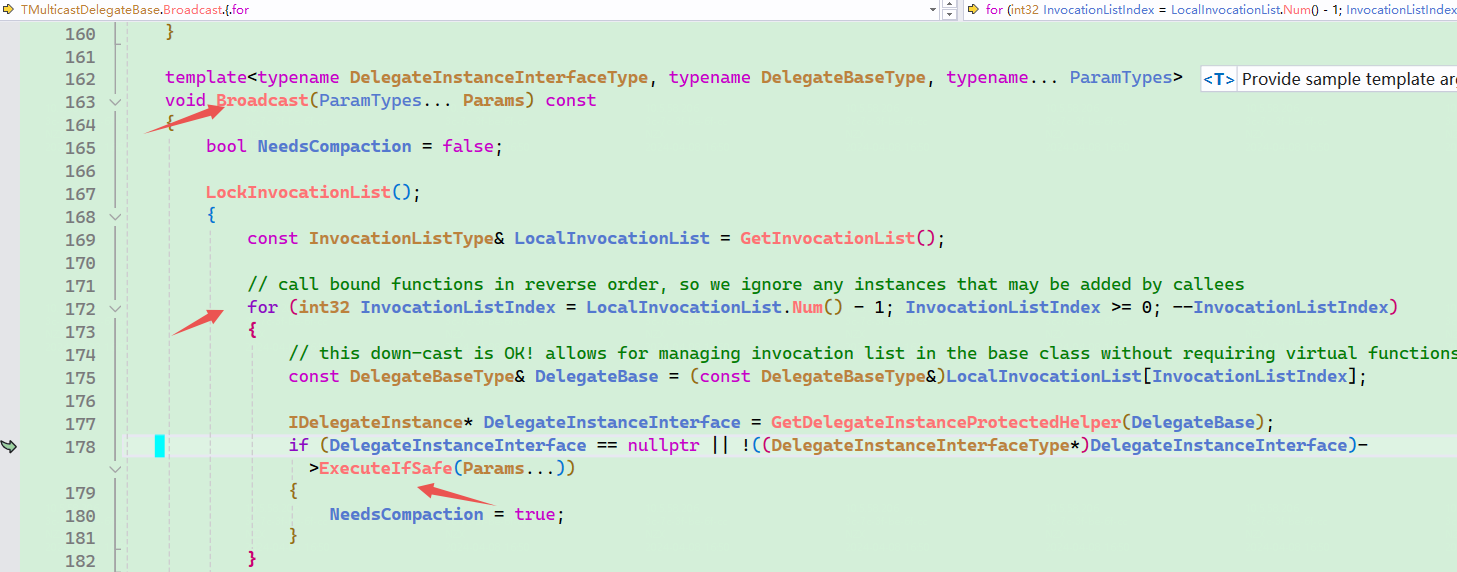 TMulticastDelegateBase.Broadcast.{.for
for (int32 InvocationListIndex = LocalInvocationList.Num() - 1; InvocationListIndex
160 }
161
162 template<typename DelegateInstanceInterfaceType, typename DelegateBaseType, typename... ParamTypes> <T> Provide sample template
163 void Broadcast(ParamTypes... Params) const
164 {
165 bool NeedsCompaction = false;
166
167 LockInvocationList();
168 {
169 const InvocationListType& LocalInvocationList = GetInvocationList();
170
171 // call bound functions in reverse order, so we ignore any instances that may be added by callees
172 for (int32 InvocationListIndex = LocalInvocationList.Num() - 1; InvocationListIndex >= 0; --InvocationListIndex)
173 {
174 // this down-cast is OK! allows for managing invocation list in the base class without requiring virtual functions
175 const DelegateBaseType& DelegateBase = (const DelegateBaseType&)LocalInvocationList[InvocationListIndex];
176
177 IDelegateInstance* DelegateInstanceInterface = GetDelegateInstanceProtectedHelper(DelegateBase);
178 if (DelegateInstanceInterface == nullptr || !((DelegateInstanceInterfaceType*)DelegateInstanceInterface)-
>ExecuteIfSafe(Params...))
179 {
180 NeedsCompaction = true;
181 }
182 }